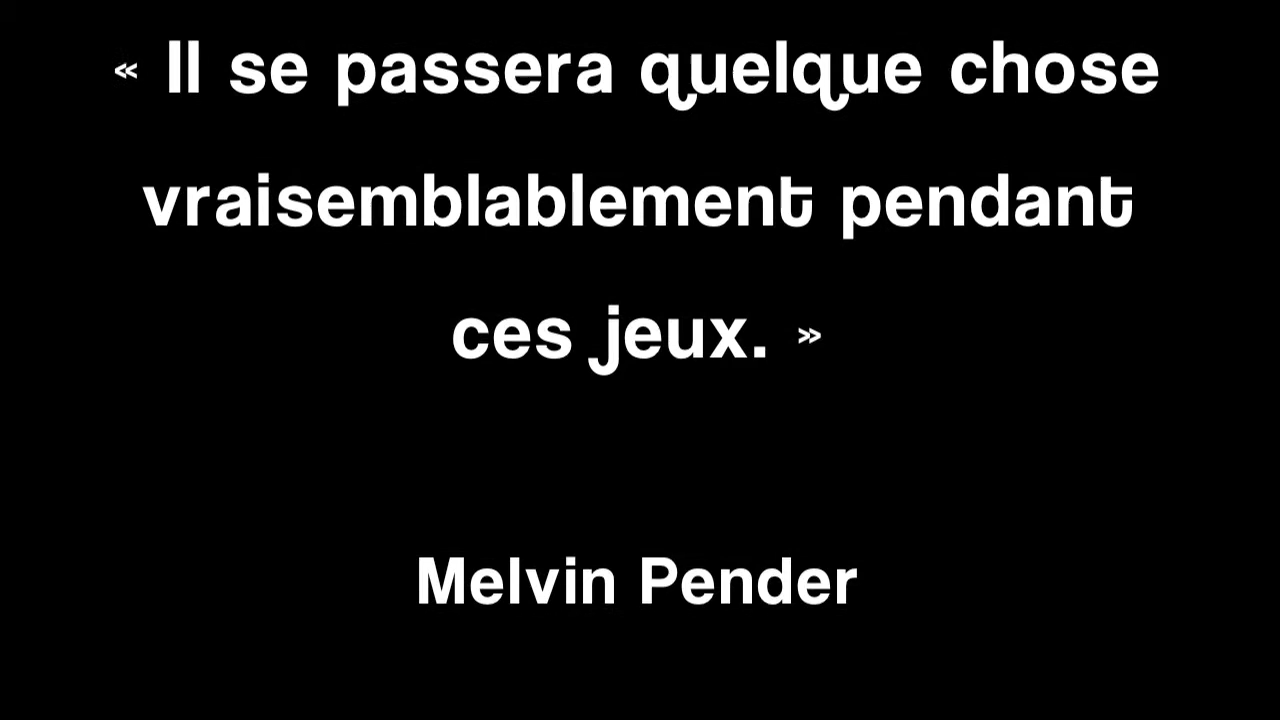 « Il se passera quelque chose
vraisemblablement pendant
ces jeux. »
Melvin Pender